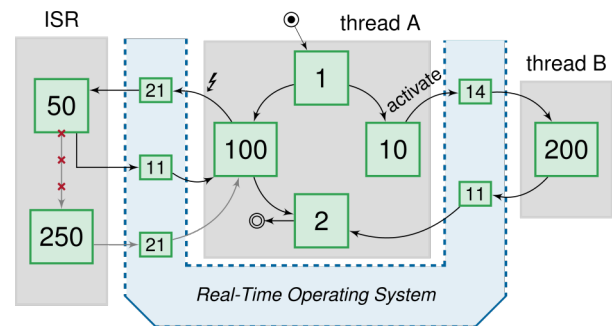 ISR
thread A
thread B
1
activate
50
21
14
100
10
200
11
11
2
250
21
Real-Time Operating System